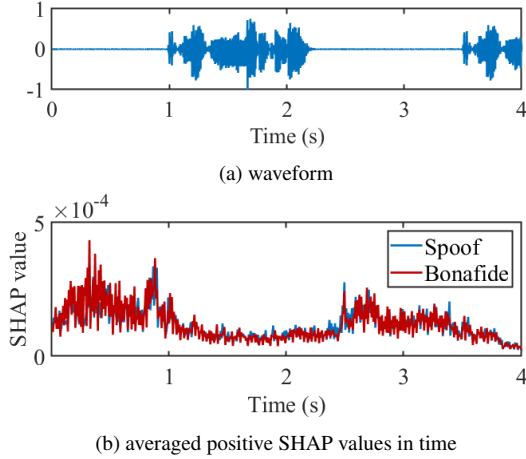 1
0
-1
0 1 2 3 4
Time (s)
(a) waveform
×10⁻⁴
5
SHAP value
Spoof
Bonafide
0
0 1 2 3 4
Time (s)
(b) averaged positive SHAP values in time